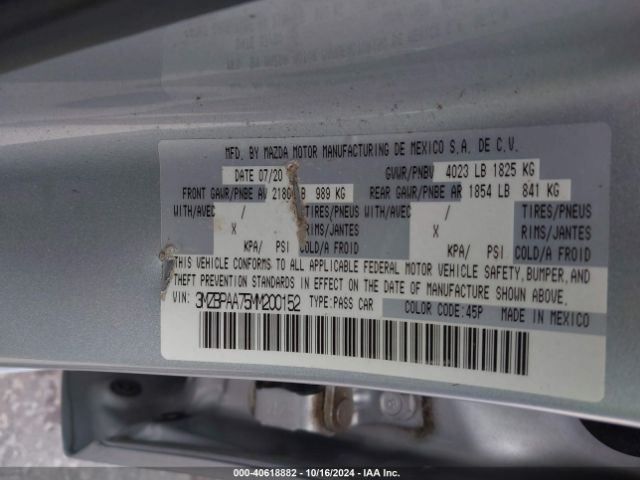 MFD. BY MAZDA MOTOR MANUFACTURING DE MEXICO S.A. DE C.V.
DATE 07/20 GVWR/PNBV 4023 LB 1825 KG
FRONT GAWR/PNBE AV 2180 LB 989 KG REAR GAWR/PNBE AR 1854 LB 841 KG
WITH/AVEC / TIRES/PNEUS WITH/AVEC / TIRES/PNEUS
X RIMS/JANTES X RIMS/JANTES
KPA/ PSI COLD/A FROID KPA/ PSI COLD/A FROID
THIS VEHICLE CONFORMS TO ALL APPLICABLE FEDERAL MOTOR VEHICLE SAFETY, BUMPER, AND
THEFT PREVENTION STANDARDS IN EFFECT ON THE DATE OF MANUFACTURE SHOWN ABOVE.
VIN: 3MZBPAA75MM200152 TYPE: PASS CAR COLOR CODE: 45P MADE IN MEXICO
000-40618882 - 10/16/2024 - IAA Inc.